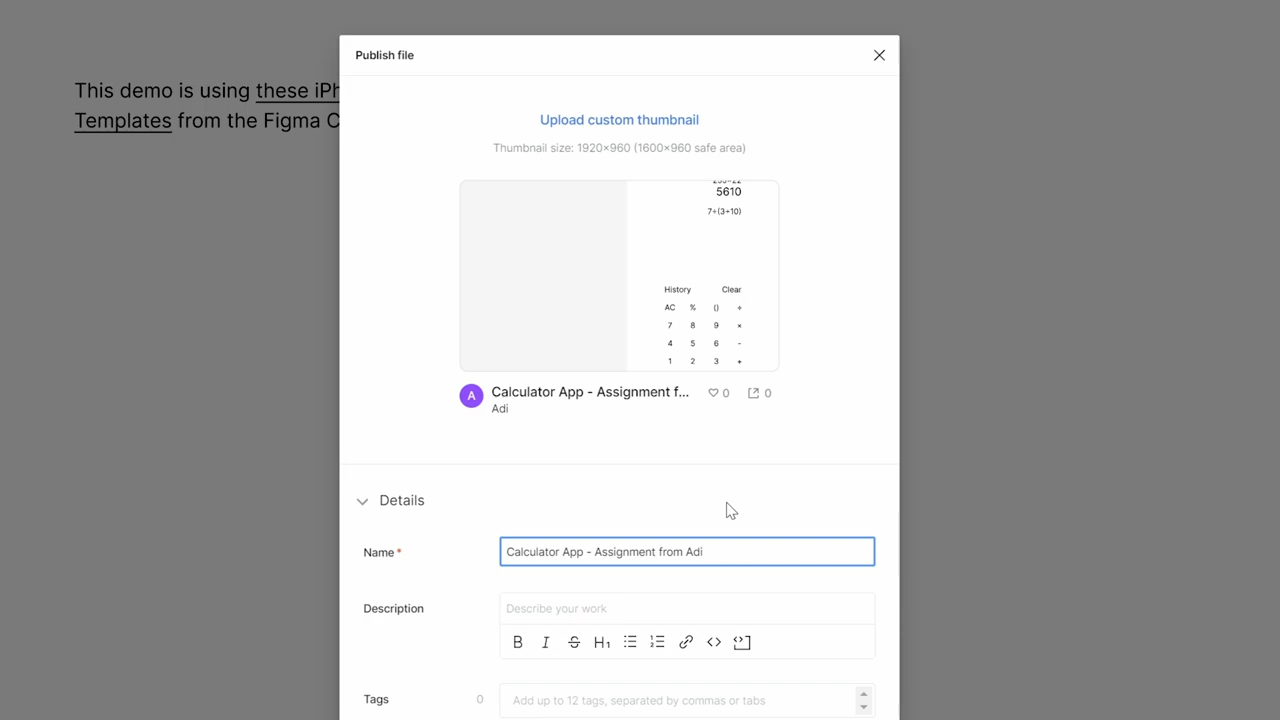 Publish file
This demo is using these iPh
Templates from the Figma C
Upload custom thumbnail
Thumbnail size: 1920×960 (1600×960 safe area)
5610
7÷(3+10)
History Clear
AC % () ÷
7 8 9 ×
4 5 6 -
1 2 3 +
A
Calculator App - Assignment f...
0
0
Adi
Details
Name*
Calculator App - Assignment from Adi
Description
Describe your work
B I S H1
Tags
0
Add up to 12 tags, separated by commas or tabs